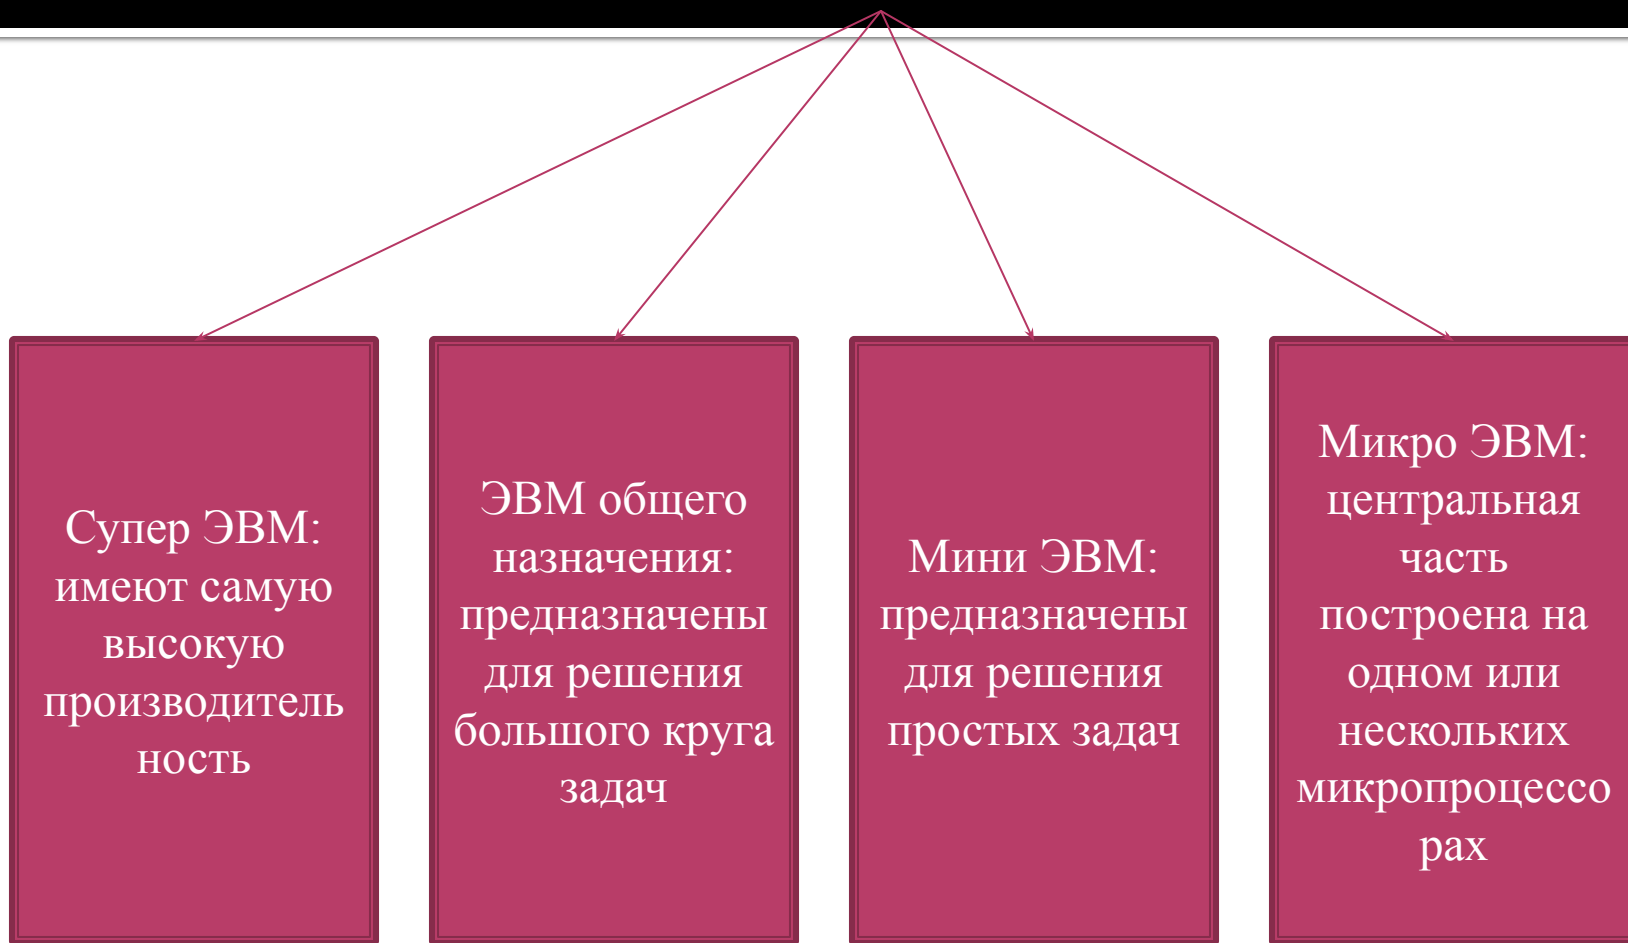 Супер ЭВМ:
имеют самую
высокую
производитель
ность
ЭВМ общего
назначения:
предназначены
для решения
большого круга
задач
Мини ЭВМ:
предназначены
для решения
простых задач
Микро ЭВМ:
центральная
часть
построена на
одном или
нескольких
микропроцессо
рах